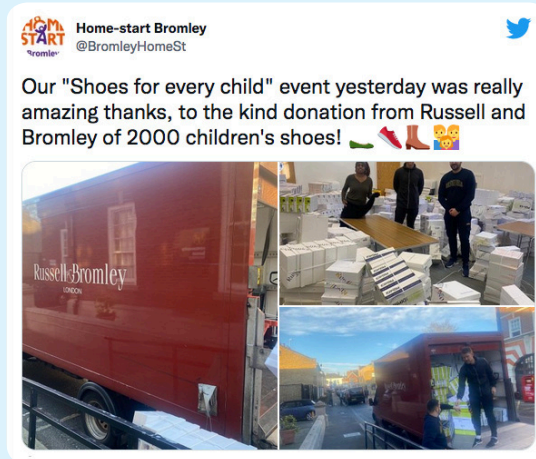 HOME
START
Bromley
Home-start Bromley
@BromleyHomeSt
Our "Shoes for every child" event yesterday was really
amazing thanks, to the kind donation from Russell and
Bromley of 2000 children's shoes!
Russell & Bromley
LONDON